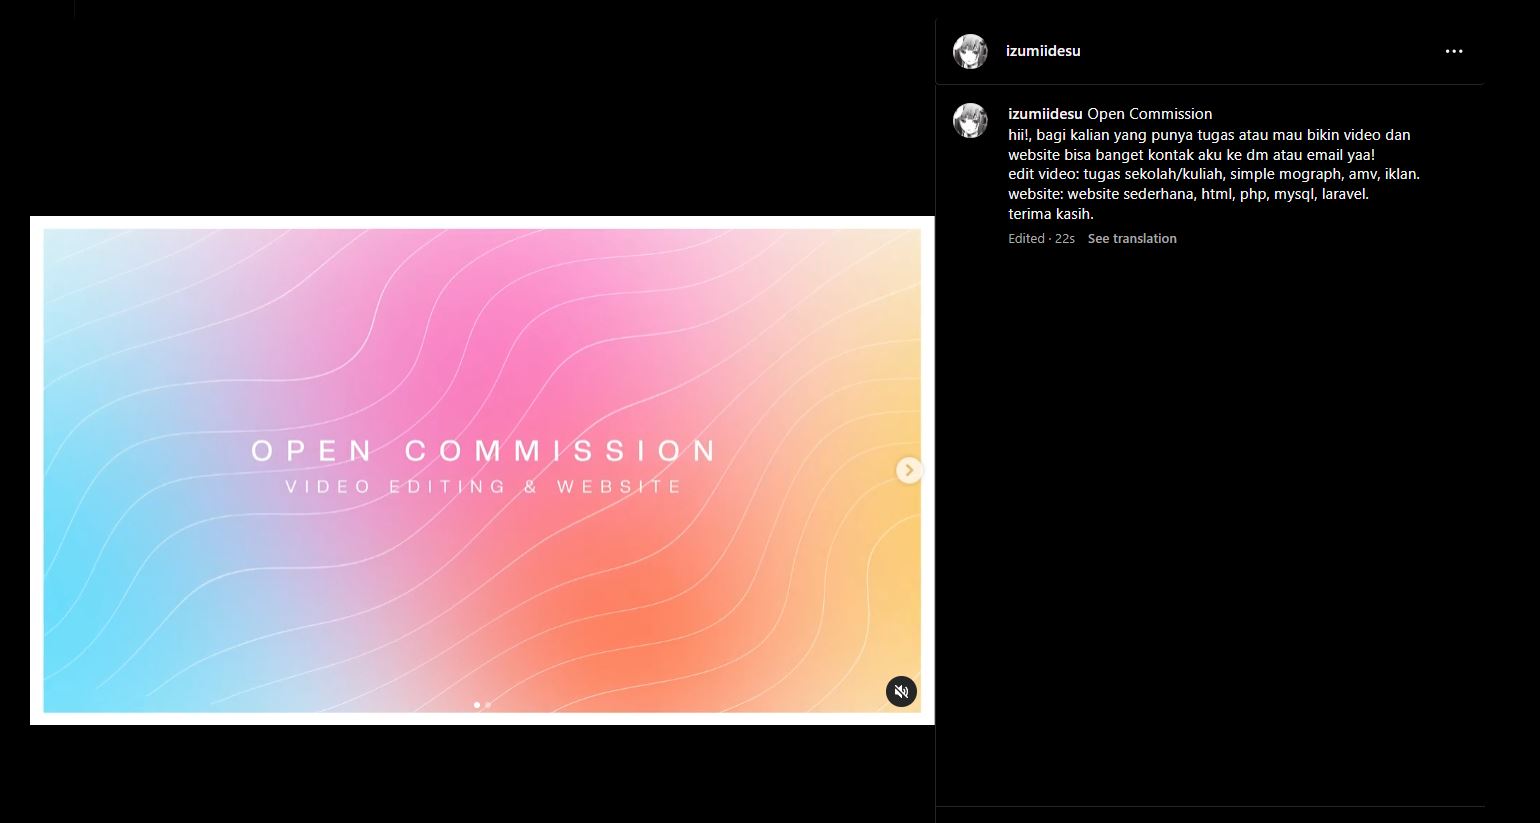 OPEN COMMISSION
VIDEO EDITING & WEBSITE
izumiidesu
izumiidesu Open Commission
hii!, bagi kalian yang punya tugas atau mau bikin video dan
website bisa banget kontak aku ke dm atau email yaa!
edit video: tugas sekolah/kuliah, simple mograph, amv, iklan.
website: website sederhana, html, php, mysql, laravel.
terima kasih.
Edited · 22s See translation